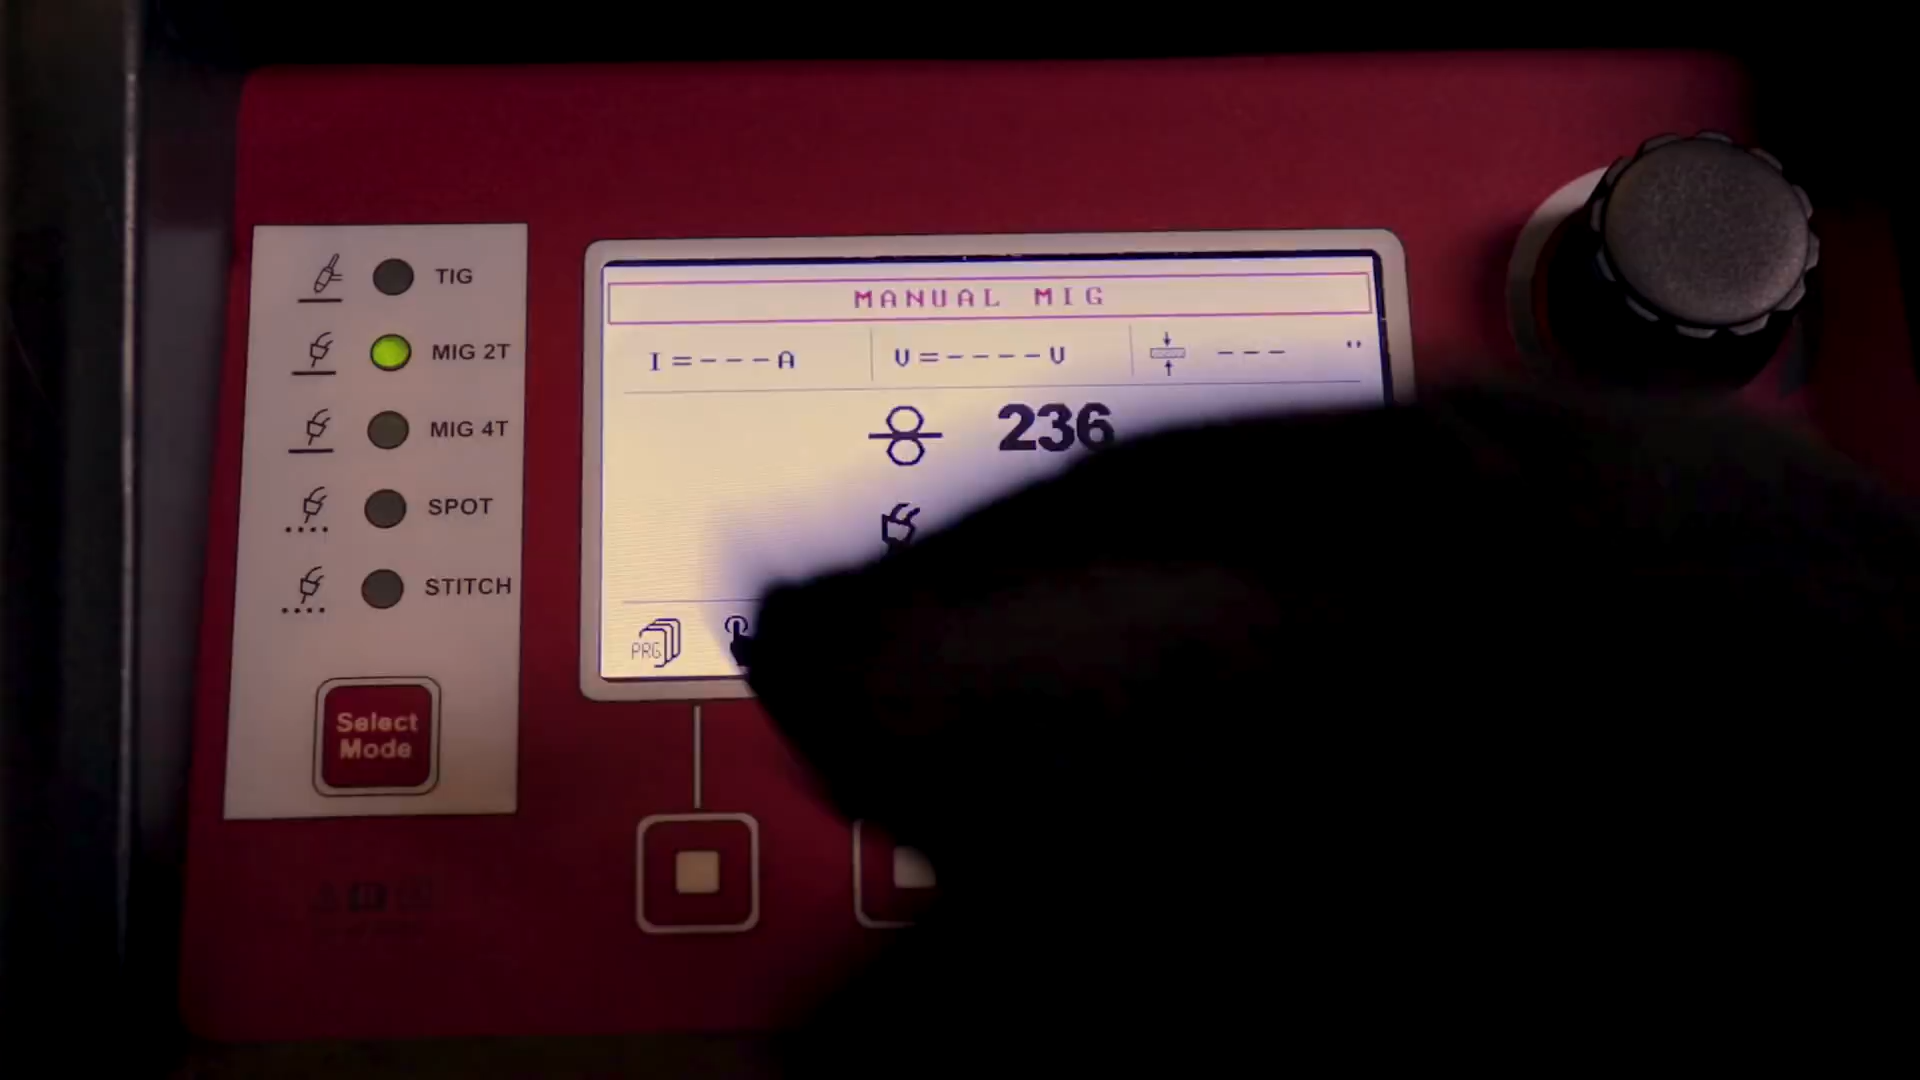 TIG
MIG 2T
MIG 4T
SPOT
STITCH
Select
Mode
MANUAL MIG
I=---A
V=----V
--- "
236
PRG